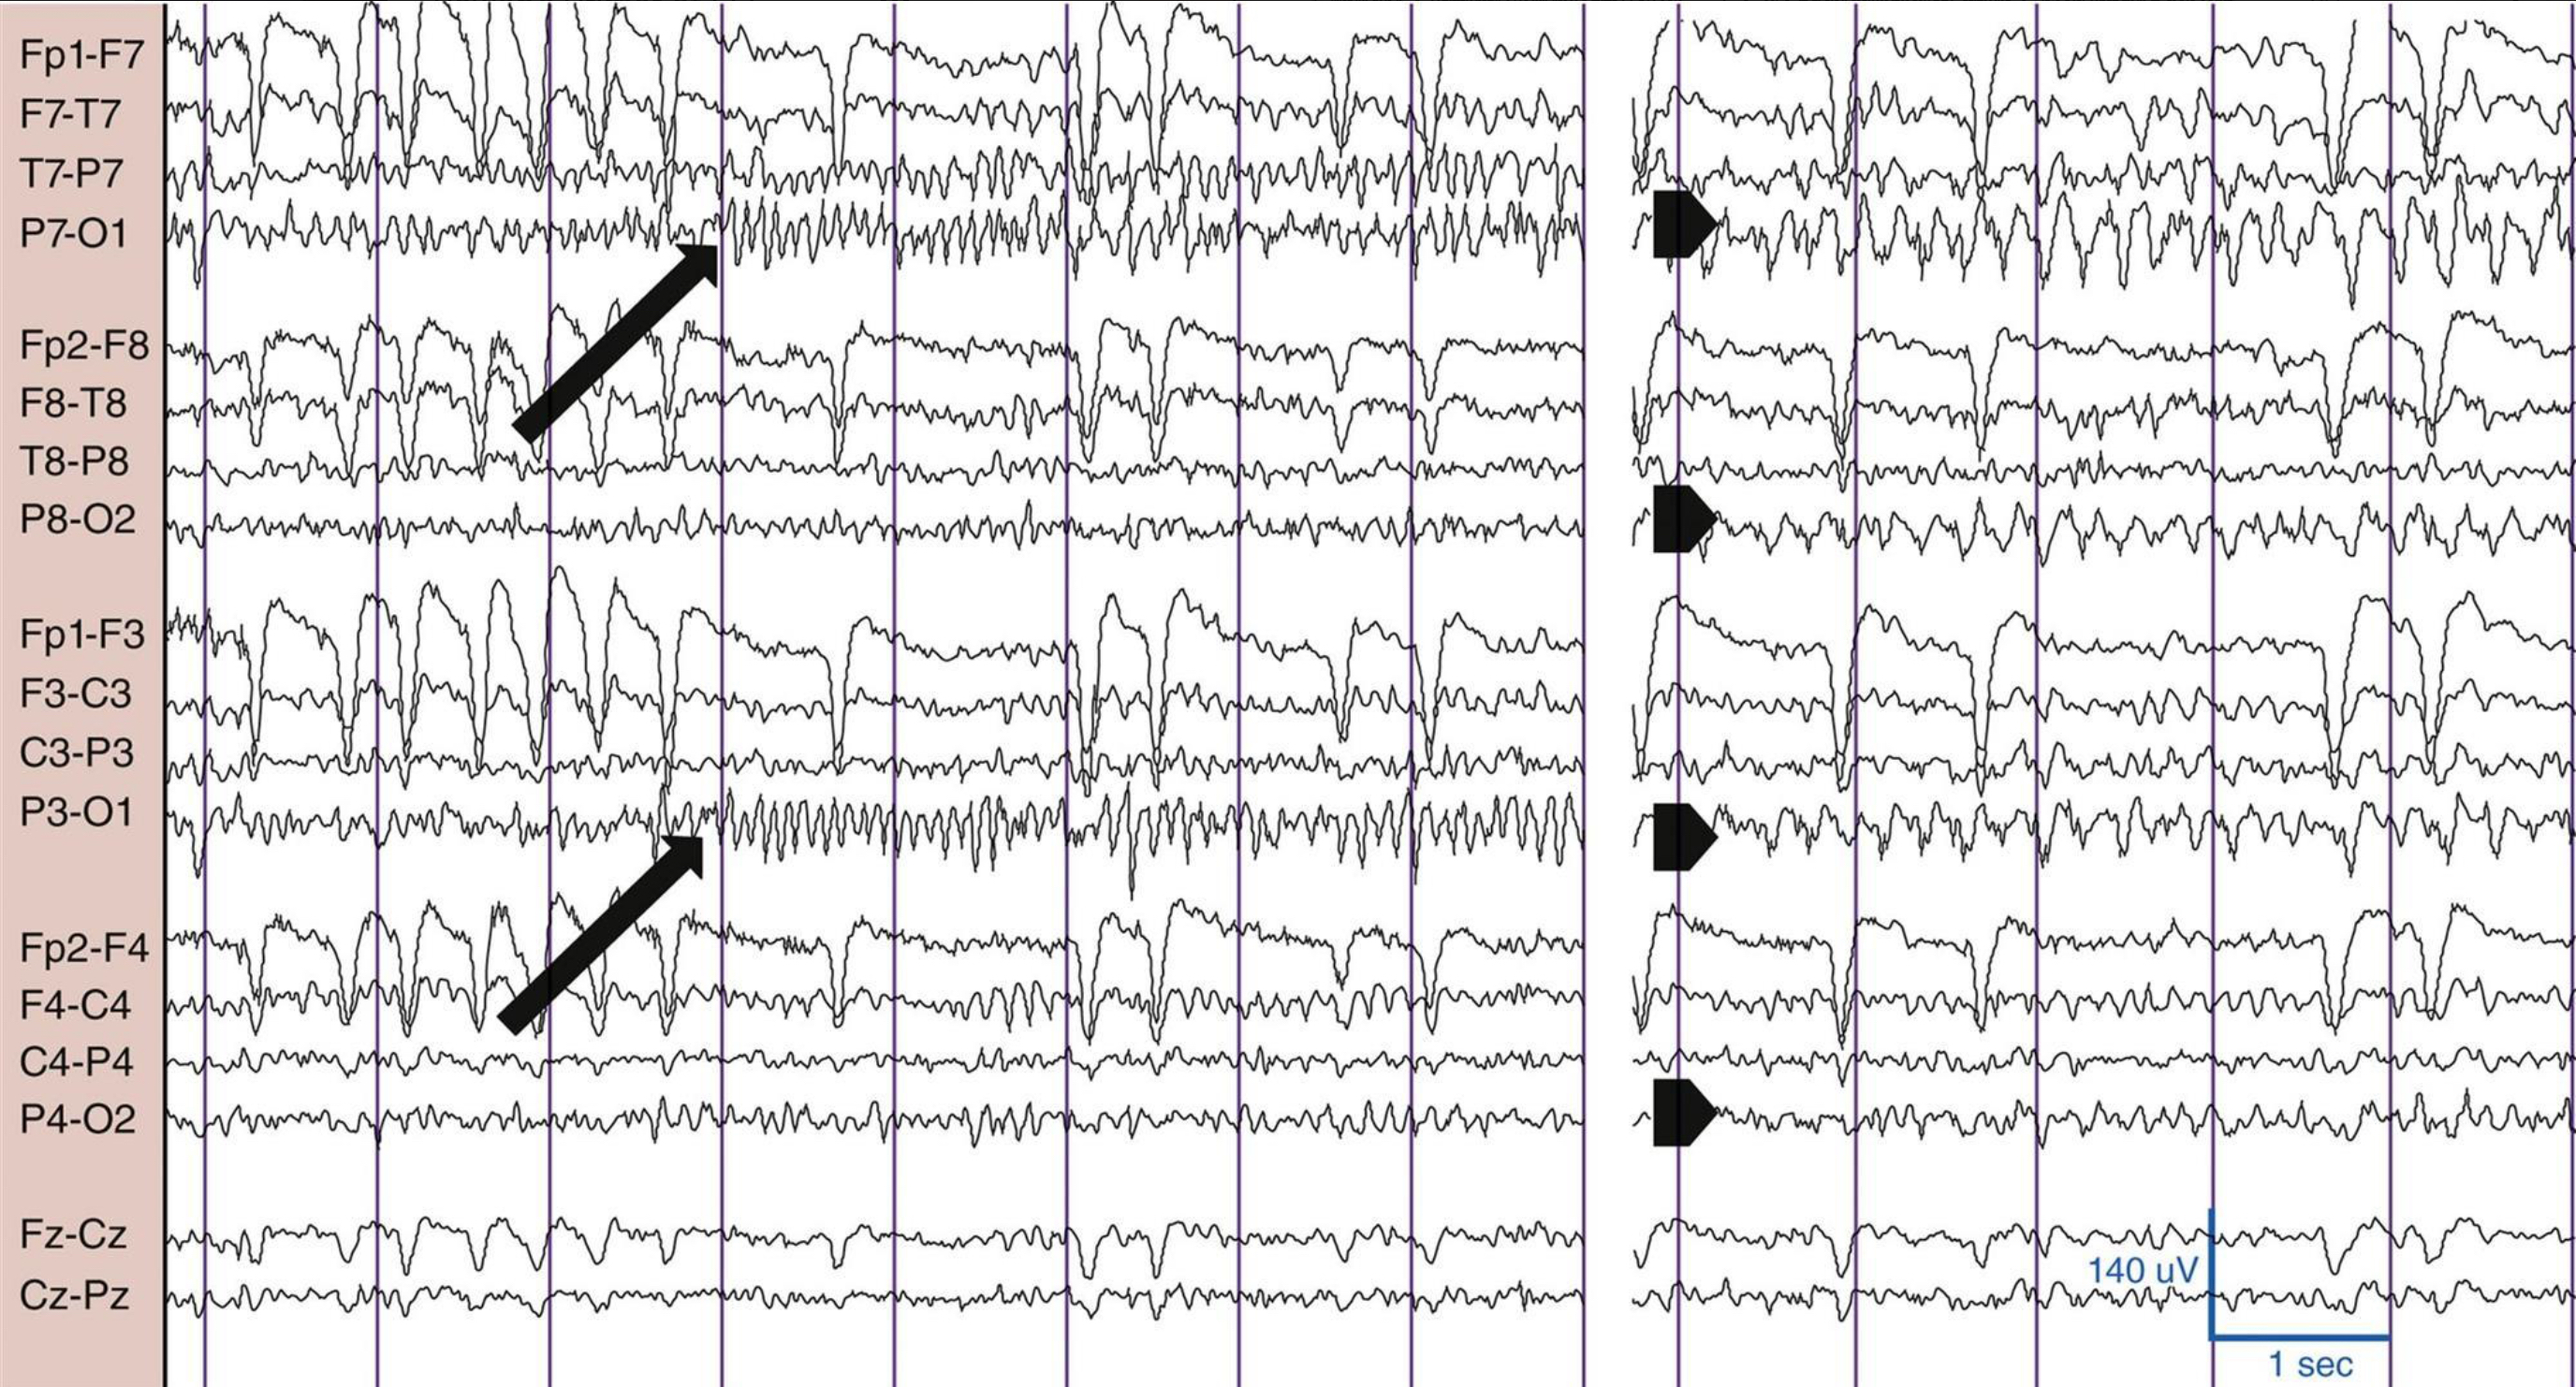 Fp1-F7
F7-T7
T7-P7
P7-O1
Fp2-F8
F8-T8
T8-P8
P8-O2
Fp1-F3
F3-C3
C3-P3
P3-O1
Fp2-F4
F4-C4
C4-P4
P4-O2
Fz-Cz
Cz-Pz
140 uV
1 sec